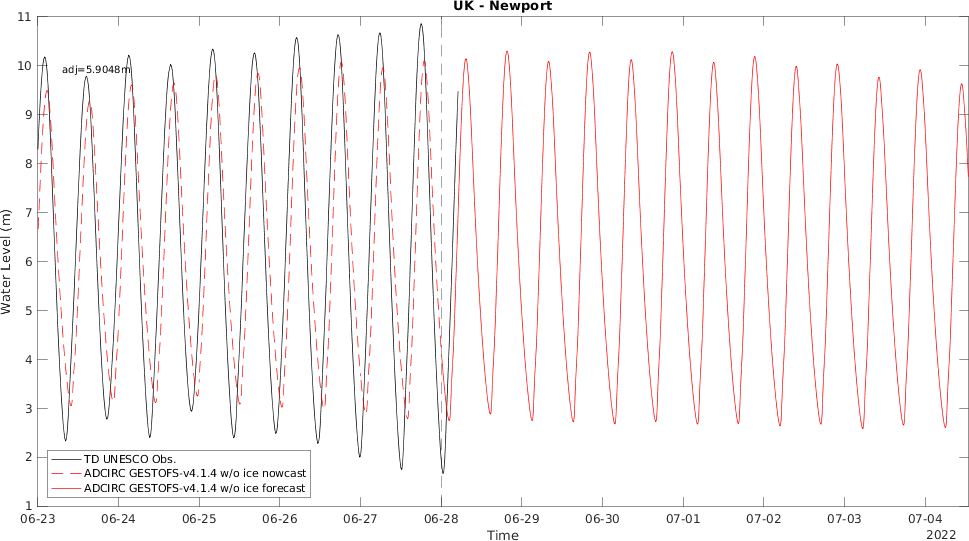 UK - Newport
11
10
9
8
7
6
5
4
3
2
1
Water Level (m)
adj=5.9048m
TD UNESCO Obs.
ADCIRC GESTOFS-v4.1.4 w/o ice nowcast
ADCIRC GESTOFS-v4.1.4 w/o ice forecast
06-23 06-24 06-25 06-26 06-27 06-28 06-29 06-30 07-01 07-02 07-03 07-04
Time
2022